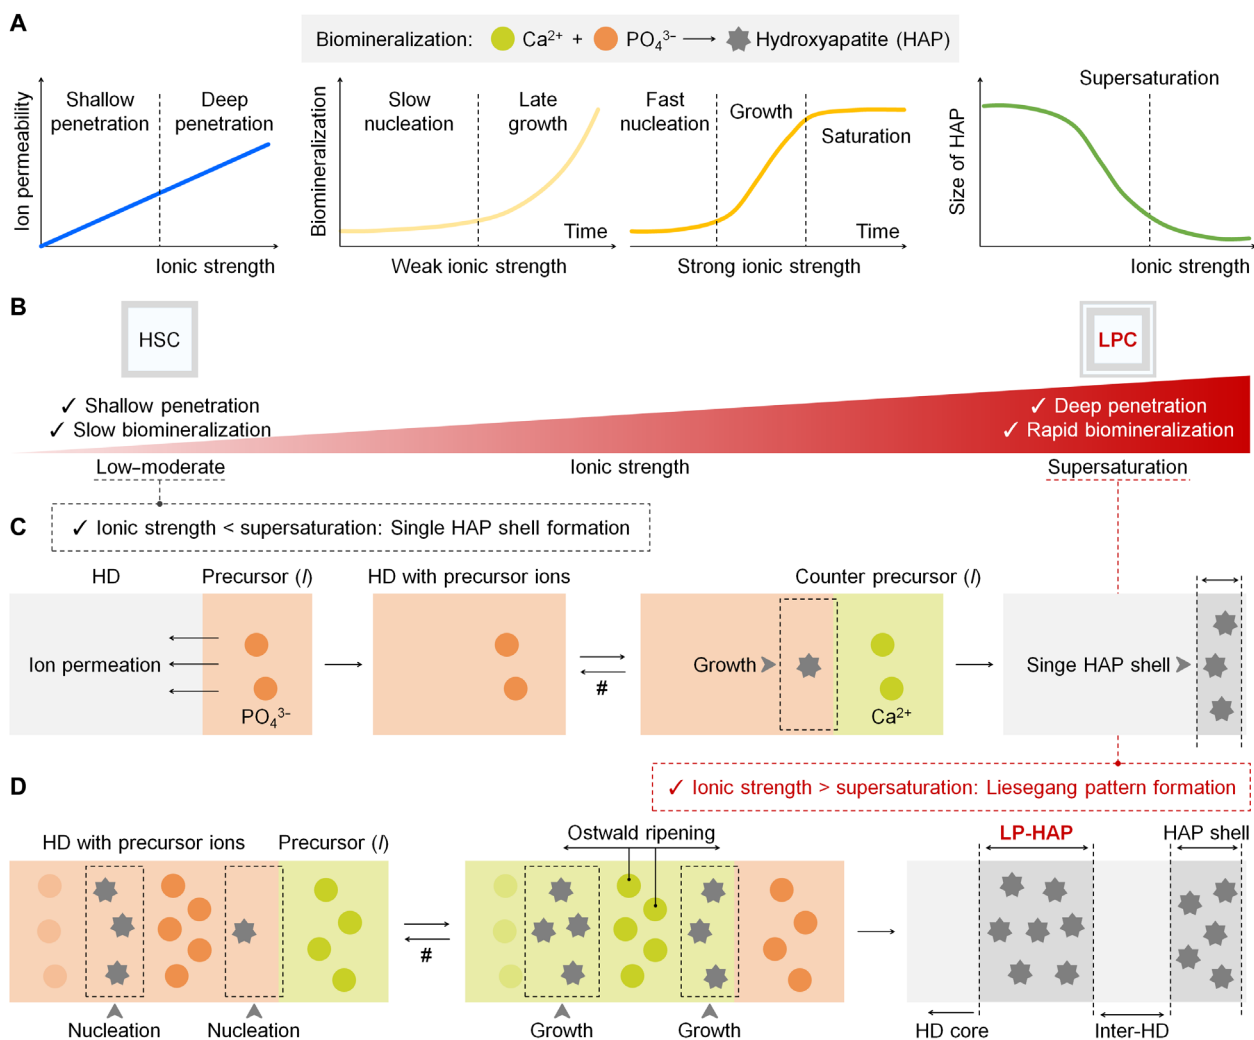 A
Biomineralization: Ca²⁺ + PO₄³⁻ → Hydroxyapatite (HAP)
Ion permeability
Shallow penetration
Deep penetration
Ionic strength
Biomineralization
Slow nucleation
Late growth
Time
Weak ionic strength
Fast nucleation
Growth
Saturation
Time
Strong ionic strength
Size of HAP
Supersaturation
Ionic strength
B
HSC
LPC
✓ Shallow penetration
✓ Slow biomineralization
✓ Deep penetration
✓ Rapid biomineralization
Low–moderate
Ionic strength
Supersaturation
C
✓ Ionic strength < supersaturation: Single HAP shell formation
HD
Precursor (l)
HD with precursor ions
Counter precursor (l)
Ion permeation
PO₄³⁻
#
Growth
Ca²⁺
Singe HAP shell
✓ Ionic strength > supersaturation: Liesegang pattern formation
D
HD with precursor ions
Precursor (l)
Ostwald ripening
LP-HAP
HAP shell
#
Nucleation
Nucleation
Growth
Growth
HD core
Inter-HD